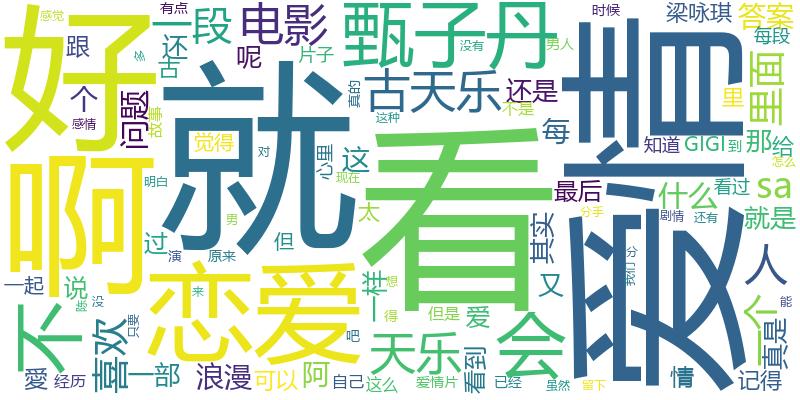 感觉
有点
好
一段
电影
甄子丹
梁咏琪
答案
时候
每段
还
呢
跟
多
古
片子
没有
男人
里面
爱情
个
感情
问题
故事
就
古天乐
还是
真的
不是
里
啊
觉得
这
心里
对
这种
每
知道
GIGI
到
那
给
怎么
看
最后
什么
看过
sa
明白
现在
男
分手
剧情
还有
就是
过
但
太
其实
演
原来
恋爱
一样
又
人
一个
真是
分
我们
一起
说
陈
没
不
喜欢
只要
来
想
得
但是
爱
会
能
吧
天乐
看到
愛
经历
一部
浪漫
可以
阿
自己
这么
爱情片
已经
虽然
留下
情
记得